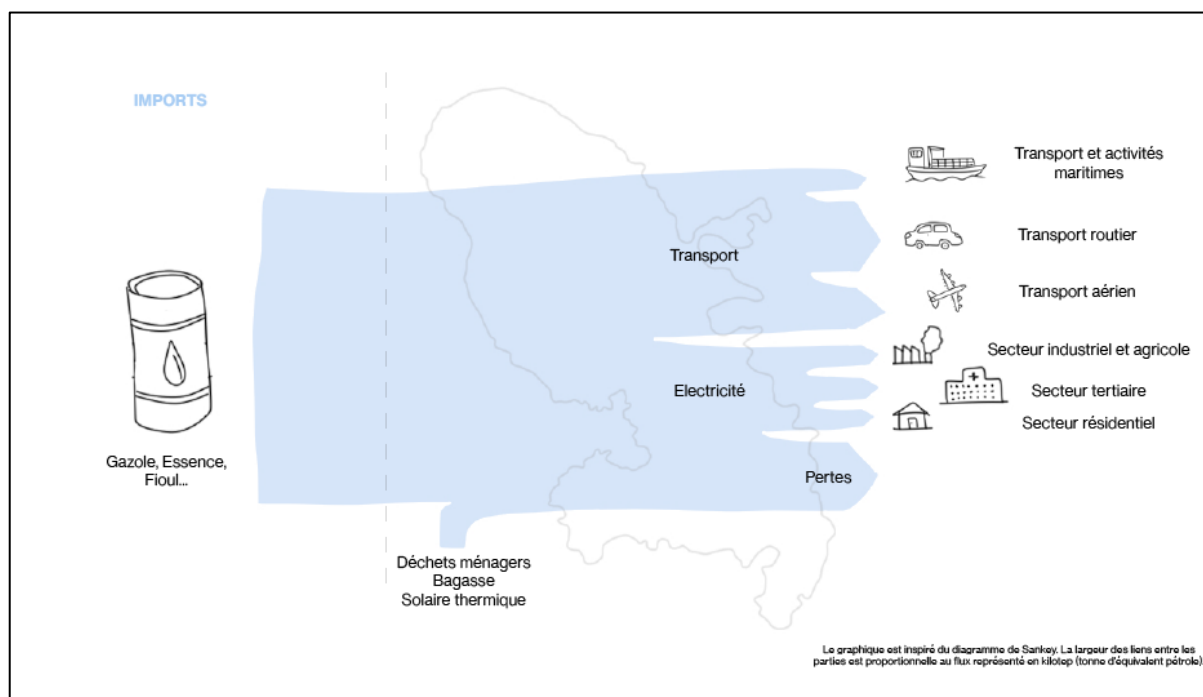 IMPORTS
Gazole, Essence,
Fioul...
Déchets ménagers
Bagasse
Solaire thermique
Transport
Electricité
Pertes
Transport et activités
maritimes
Transport routier
Transport aérien
Secteur industriel et agricole
Secteur tertiaire
Secteur résidentiel
Le graphique est inspiré du diagramme de Sankey. La largeur des liens entre les
parties est proportionnelle au flux représenté en kilotep (tonne d'équivalent pétrole)